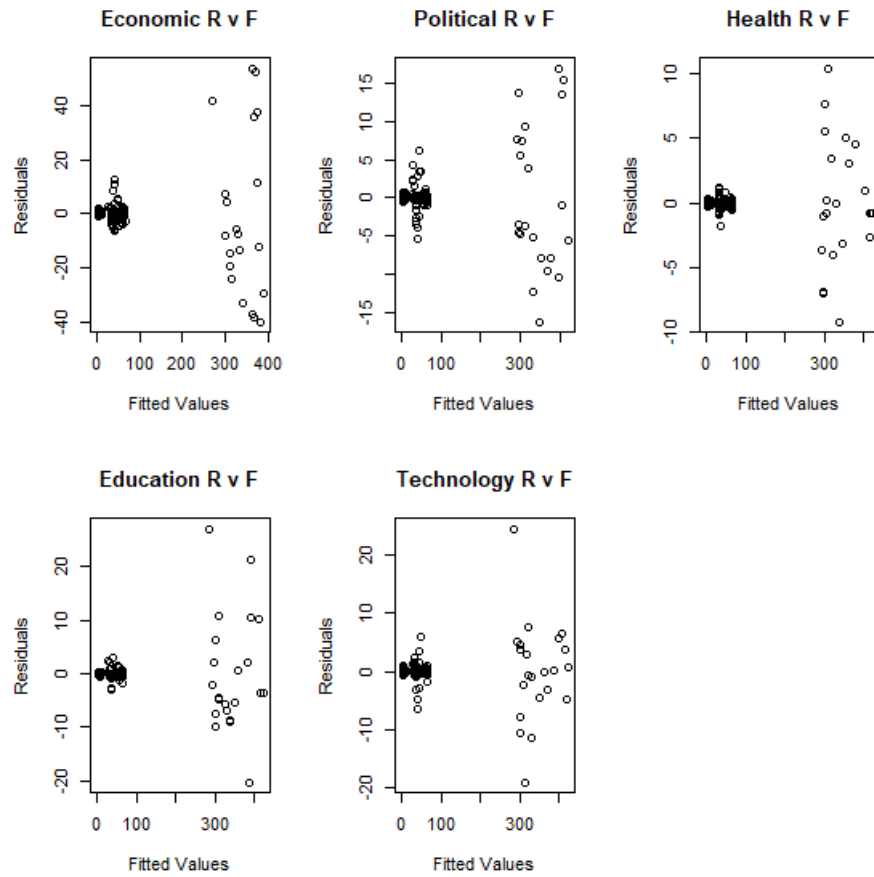 Economic R v F
Political R v F
Health R v F
Residuals
40
20
0
-20
-40
0
100
200
300
400
Fitted Values
Residuals
15
5
0
-5
-15
0
100
300
Fitted Values
Residuals
10
5
0
-5
-10
0
100
300
Fitted Values
Education R v F
Technology R v F
Residuals
20
10
0
-10
-20
0
100
300
Fitted Values
Residuals
20
10
0
-10
-20
0
100
300
Fitted Values